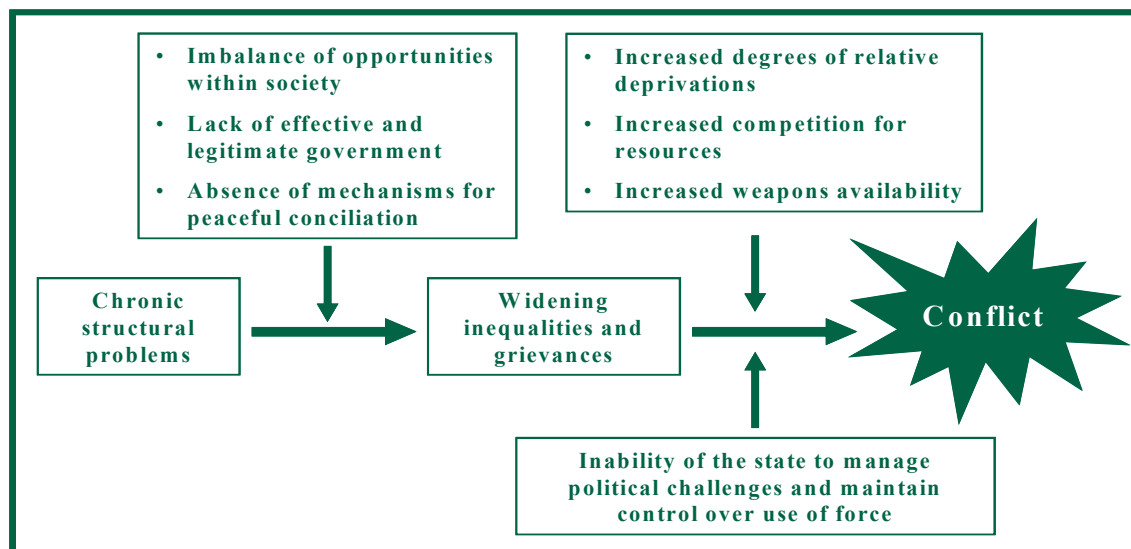 • Imbalance of opportunities
within society
• Lack of effective and
legitimate government
• Absence of mechanisms for
peaceful conciliation
• Increased degrees of relative
deprivations
• Increased competition for
resources
• Increased weapons availability
Chronic
structural
problems
Widening
inequalities and
grievances
Conflict
Inability of the state to manage
political challenges and maintain
control over use of force